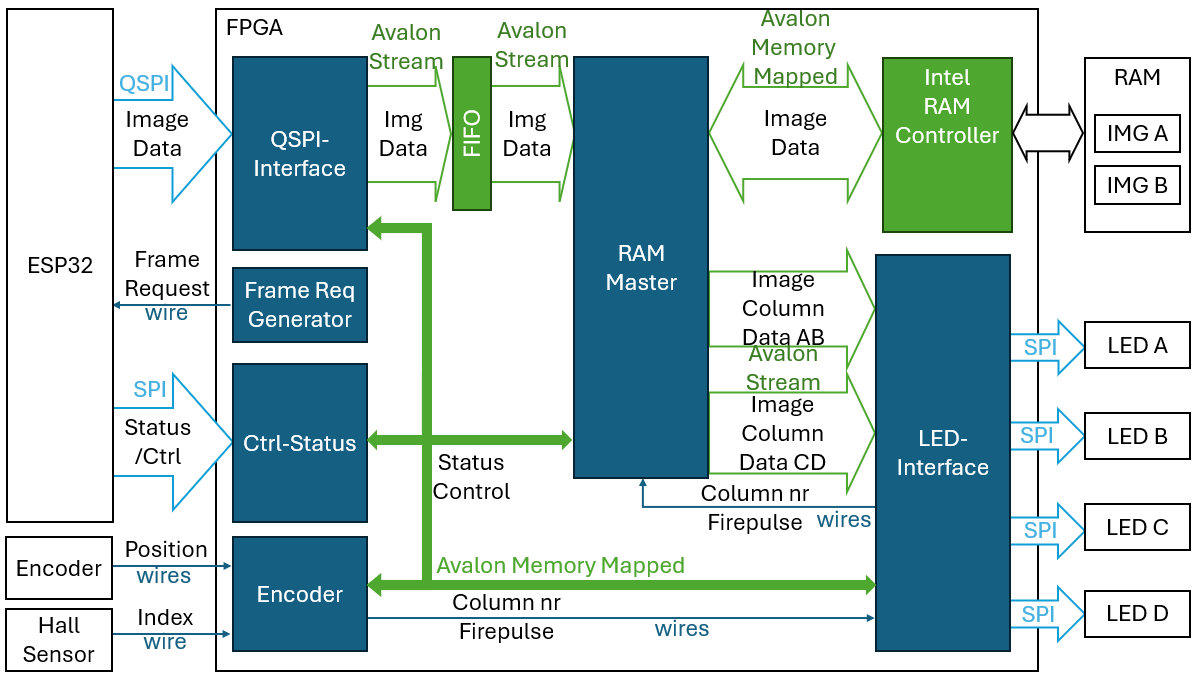 FPGA
ESP32
QSPI
Image
Data
QSPI-
Interface
Avalon
Stream
Img
Data
FIFO
Avalon
Stream
Img
Data
RAM
Master
Avalon
Memory
Mapped
Image
Data
Intel
RAM
Controller
RAM
IMG A
IMG B
Frame
Request
wire
Frame Req
Generator
SPI
Status
/Ctrl
Ctrl-Status
Status
Control
Image
Column
Data AB
Avalon
Stream
Image
Column
Data CD
Column nr
Firepulse
wires
LED-
Interface
SPI
LED A
SPI
LED B
SPI
LED C
SPI
LED D
Encoder
Position
wires
Hall
Sensor
Index
wire
Encoder
Avalon Memory Mapped
Column nr
Firepulse
wires